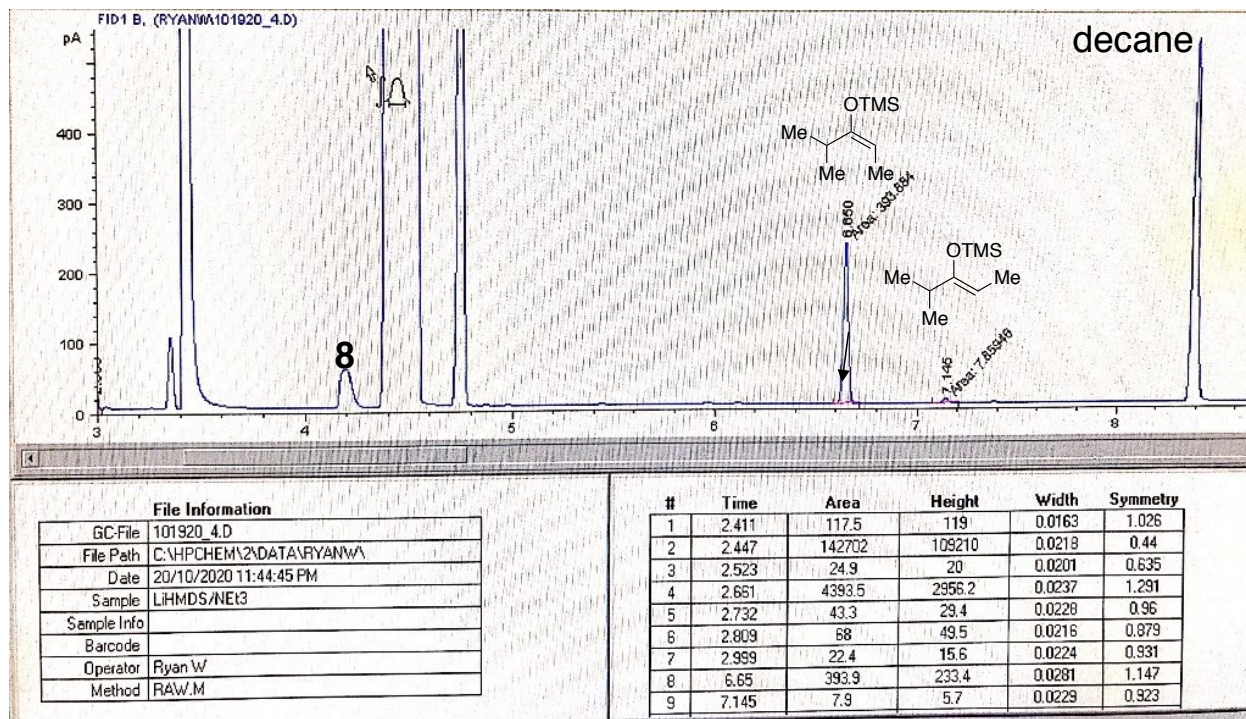 FID1 B, (RYANW\101920_4.D)
pA
decane
OTMS
Me
Me
Me
400
300
200
100
0
6.650
Area: 393.884
OTMS
Me
Me
Me
8
Area: 7.85946
3
4
5
6
7
8
File Information
GC-File 101920_4.D
File Path C:\HPCHEM\2\DATA\RYANW\
Date 20/10/2020 11:44:45 PM
Sample LiHMDS/NEt3
Sample Info
Barcode
Operator Ryan W
Method RAW.M
# Time Area Height Width Symmetry
1 2.411 117.5 119 0.0163 1.026
2 2.447 142702 109210 0.0218 0.44
3 2.523 24.9 20 0.0201 0.635
4 2.661 4393.5 2956.2 0.0237 1.291
5 2.732 43.3 29.4 0.0228 0.96
6 2.809 68 49.5 0.0216 0.879
7 2.999 22.4 15.6 0.0224 0.931
8 6.65 393.9 233.4 0.0281 1.147
9 7.145 7.9 5.7 0.0229 0.923